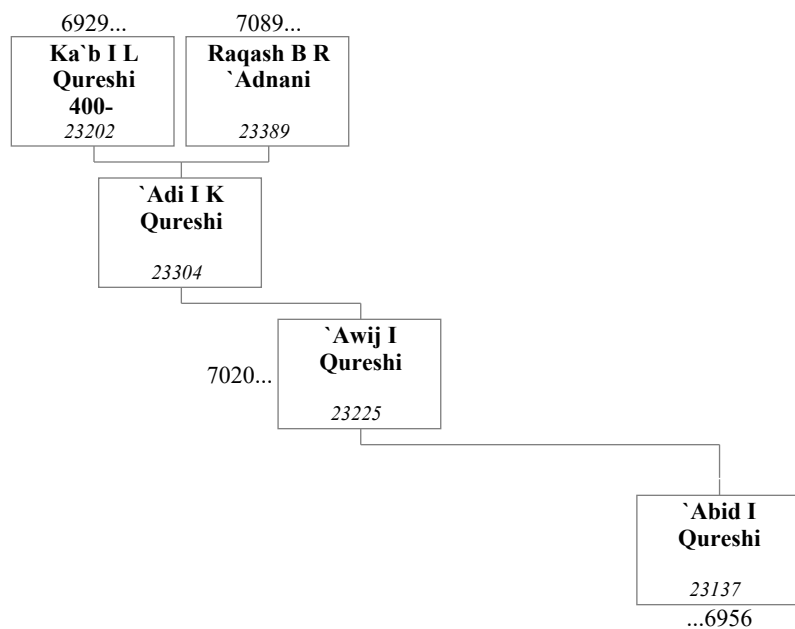 6929...
7089...
Ka`b I L
Qureshi
400-
23202
Raqash B R
`Adnani
23389
`Adi I K
Qureshi
23304
7020...
`Awij I
Qureshi
23225
`Abid I
Qureshi
23137
...6956